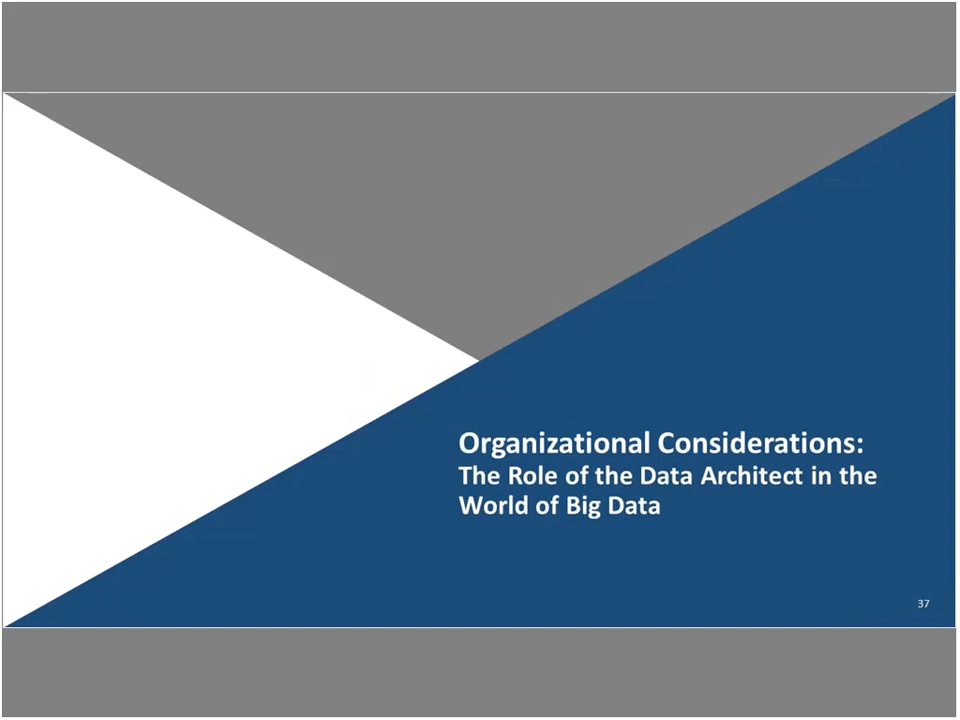 Organizational Considerations:
The Role of the Data Architect in the
World of Big Data
37